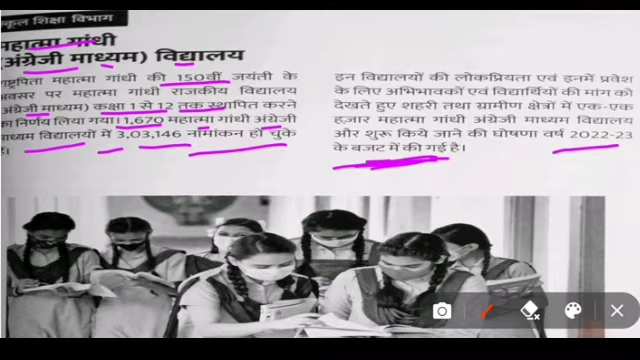 स्कूल शिक्षा विभाग
महात्मा गांधी
(अंग्रेजी माध्यम) विद्यालय
राष्ट्रपिता महात्मा गांधी की 150वीं जयंती के
अवसर पर महात्मा गांधी राजकीय विद्यालय
(अंग्रेजी माध्यम) कक्षा 1 से 12 तक स्थापित करने
का निर्णय लिया गया। 1,670 महात्मा गांधी अंग्रेजी
माध्यम विद्यालयों में 3,03,146 नामांकन हो चुके
हैं।
इन विद्यालयों की लोकप्रियता एवं इनमें प्रवेश
के लिए अभिभावकों एवं विद्यार्थियों की मांग को
देखते हुए शहरी तथा ग्रामीण क्षेत्रों में एक-एक
हज़ार महात्मा गांधी अंग्रेजी माध्यम विद्यालय
और शुरू किये जाने की घोषणा वर्ष 2022-23
के बजट में की गई है।